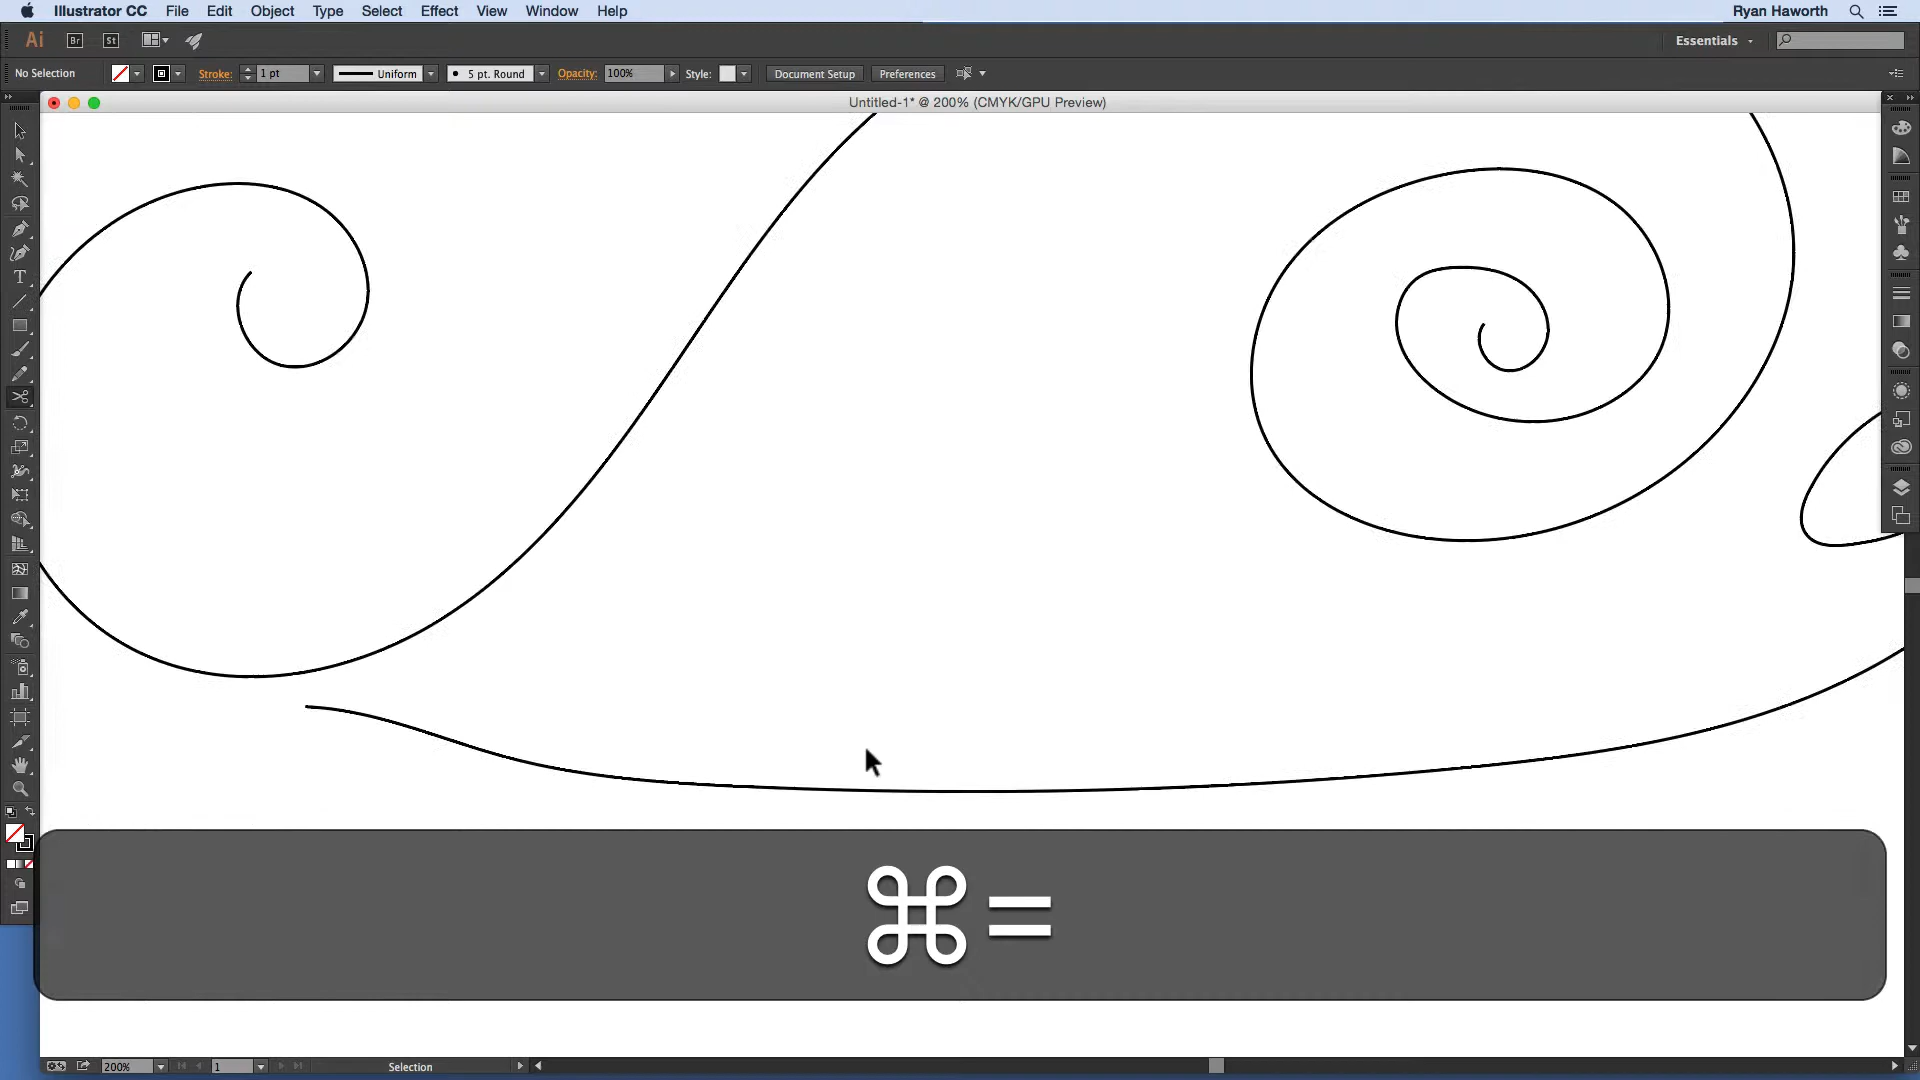 Illustrator CC File Edit Object Type Select Effect View Window Help Ryan Haworth
Ai Br St Essentials
No Selection Stroke: 1 pt Uniform 5 pt. Round Opacity: 100% Style: Document Setup Preferences
Untitled-1* @ 200% (CMYK/GPU Preview)
T
⌘=
200% 1 Selection